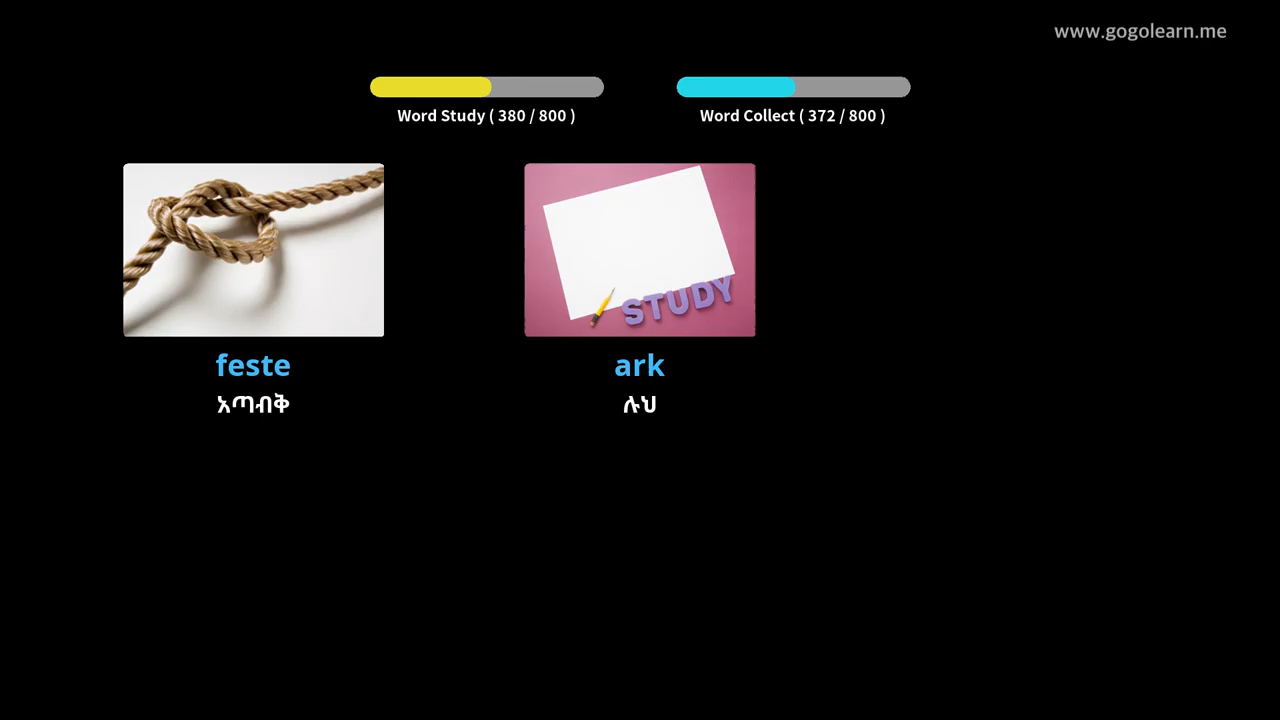 www.gogolearn.me
Word Study ( 380 / 800 )
Word Collect ( 372 / 800 )
STUDY
feste
ark
አጣብቅ
ሉህ